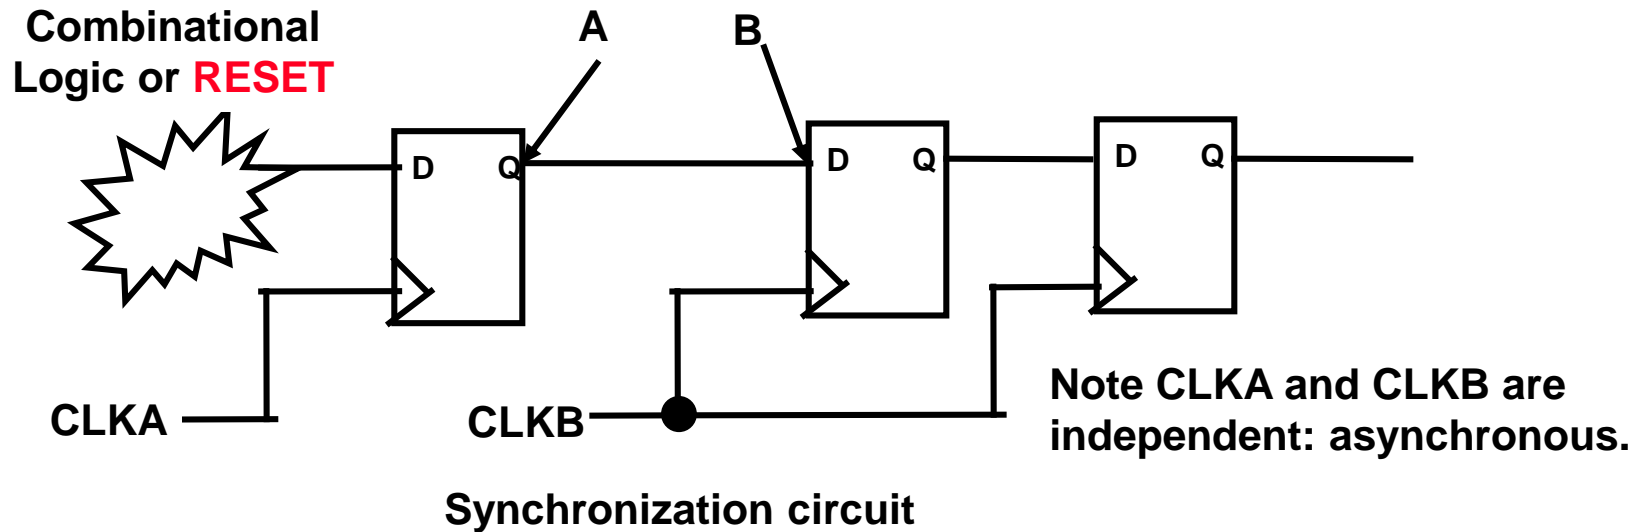 Combinational
Logic or RESET
A
B
D
Q
D
Q
D
Q
CLKA
CLKB
Note CLKA and CLKB are
independent: asynchronous.
Synchronization circuit